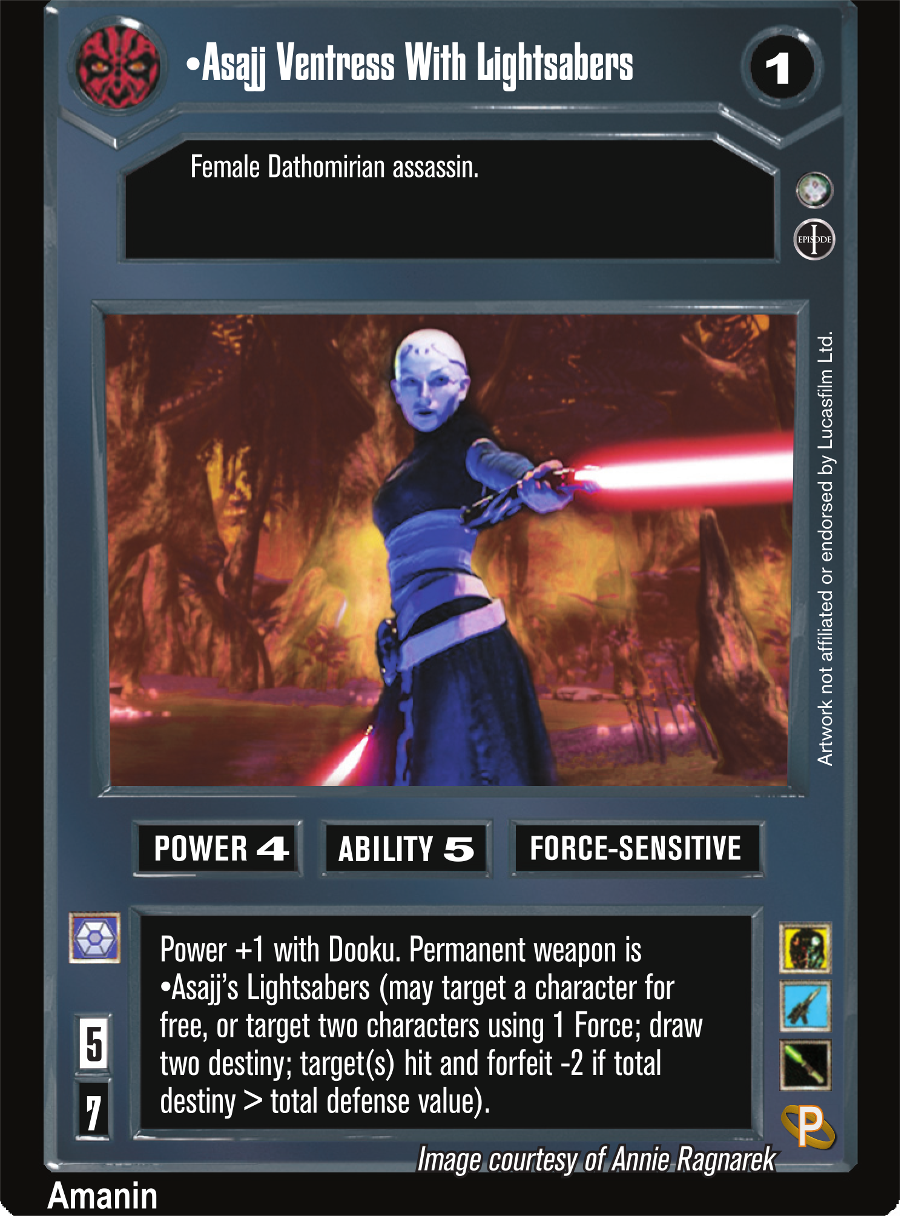 •Asajj Ventress With Lightsabers
1
Female Dathomirian assassin.
EPISODE I
Artwork not affiliated or endorsed by Lucasfilm Ltd.
POWER 4
ABILITY 5
FORCE-SENSITIVE
Power +1 with Dooku. Permanent weapon is
•Asajj's Lightsabers (may target a character for
free, or target two characters using 1 Force; draw
two destiny; target(s) hit and forfeit -2 if total
destiny > total defense value).
5
7
P
Image courtesy of Annie Ragnarek
Amanin